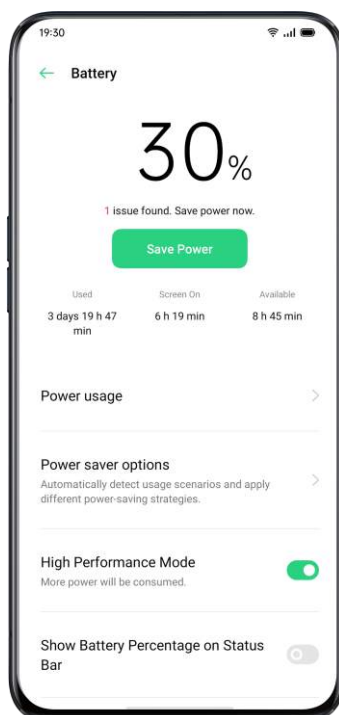 19:30
Battery
30%
1 issue found. Save power now.
Save Power
Used
Screen On
Available
3 days 19 h 47
min
6 h 19 min
8 h 45 min
Power usage
Power saver options
Automatically detect usage scenarios and apply
different power-saving strategies.
High Performance Mode
More power will be consumed.
Show Battery Percentage on Status
Bar